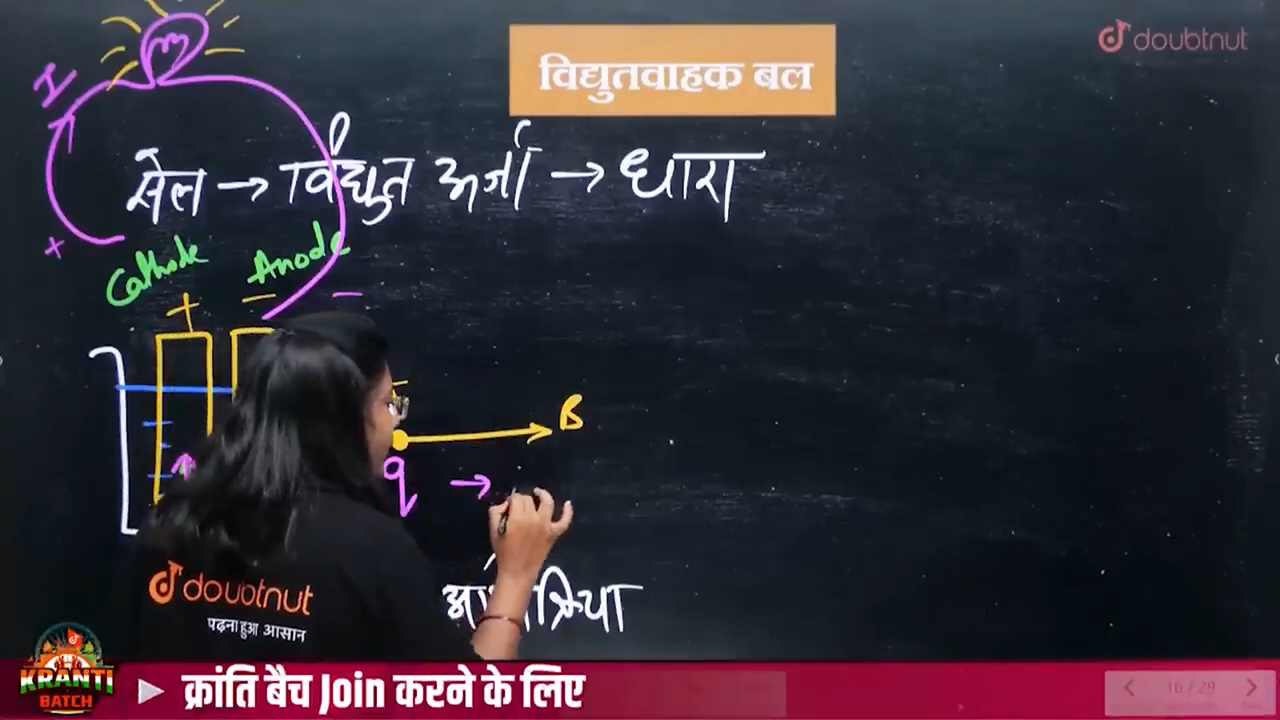 doubtnut
विद्युतवाहक बल
I
सेल → विद्युत ऊर्जा → धारा
+
Cathode Anode
+ − −
B
q →
doubtnut
पढ़ना हुआ आसान
KRANTI
BATCH
क्रांति बैच Join करने के लिए
16 / 29